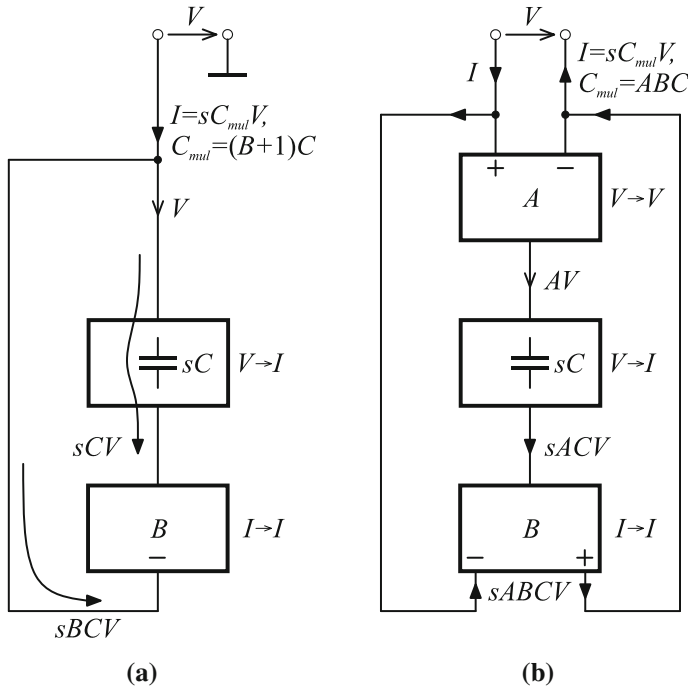 V
I=sC_mul V,
C_mul=(B+1)C
V
sC
V→I
sCV
B
I→I
−
sBCV
(a)
V
I
I=sC_mul V,
C_mul=ABC
+
−
A
V→V
AV
sC
V→I
sACV
B
I→I
−
+
sABCV
(b)